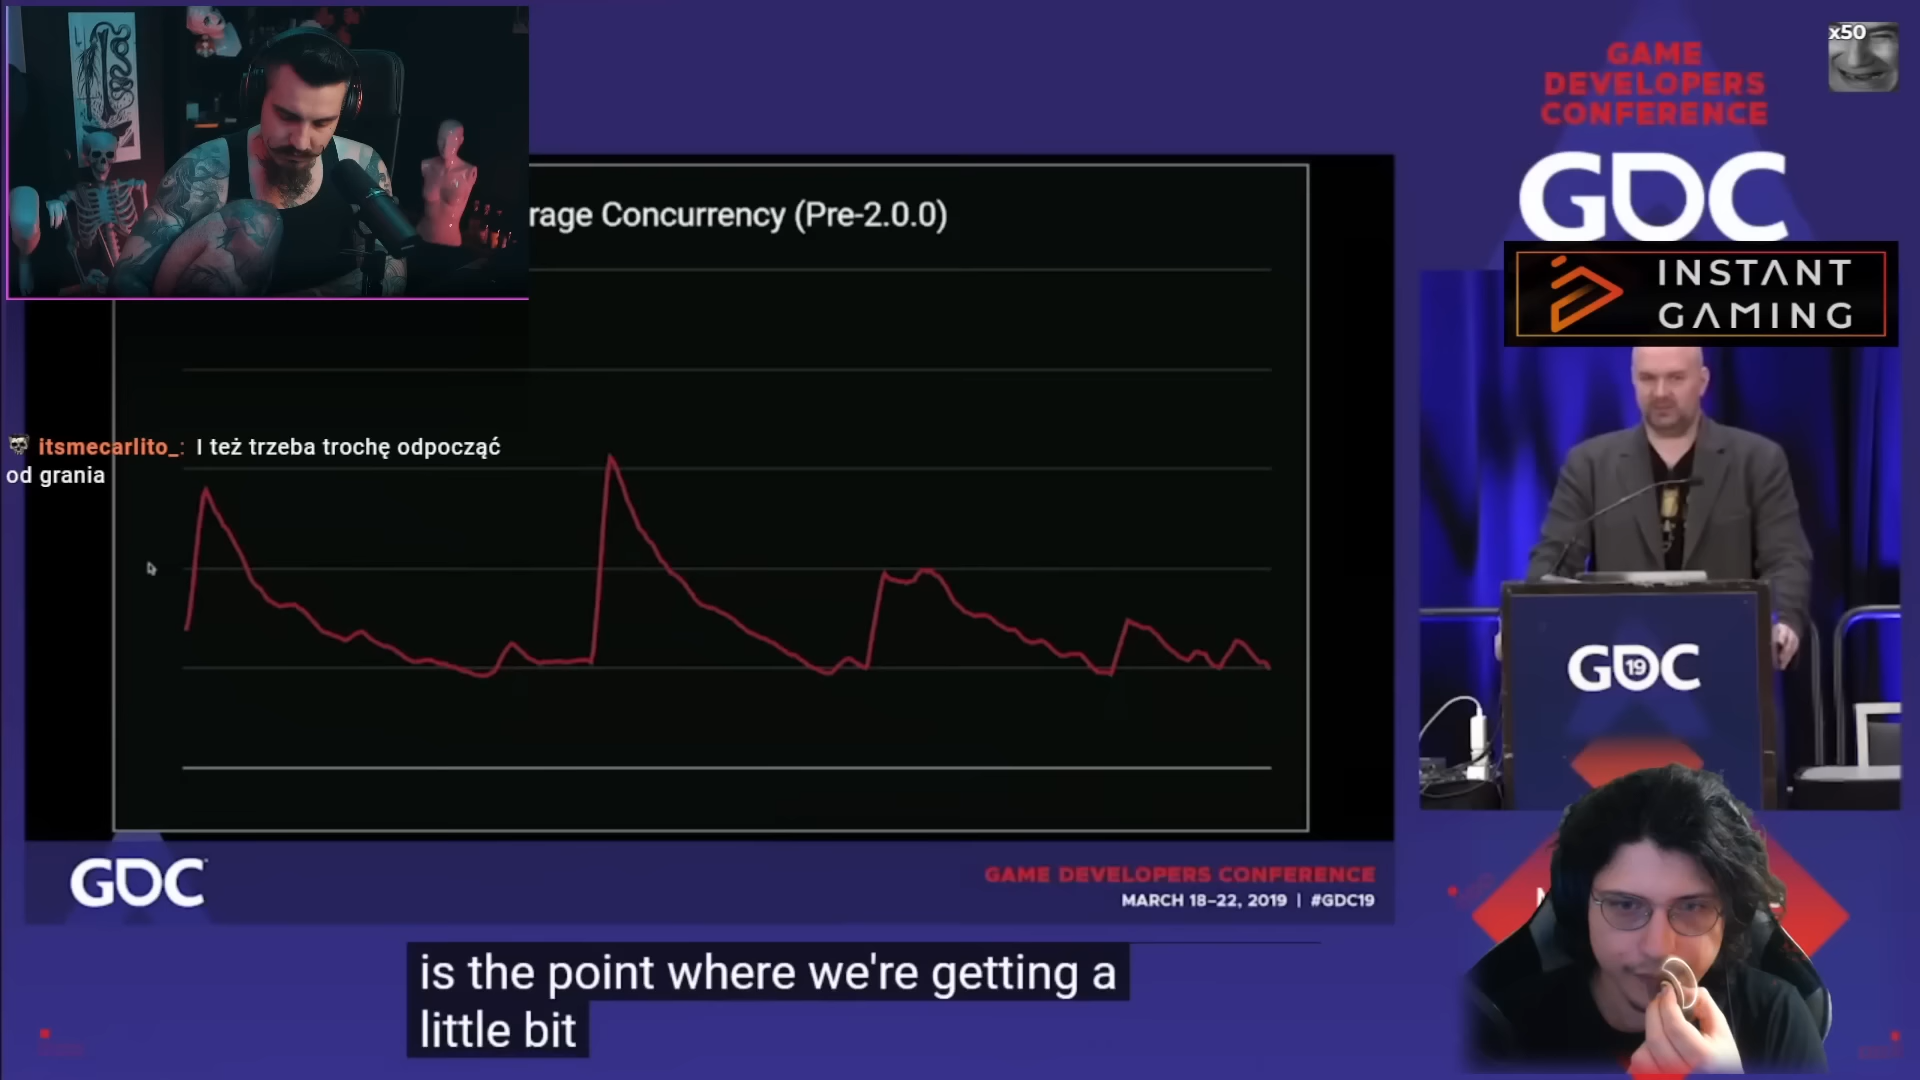 GAME
DEVELOPERS
CONFERENCE
x50
GDC
rage Concurrency (Pre-2.0.0)
INSTANT
GAMING
itsmecarlito_: I też trzeba trochę odpocząć
od grania
GDC 19
GDC
GAME DEVELOPERS CONFERENCE
MARCH 18-22, 2019 | #GDC19
is the point where we're getting a
little bit